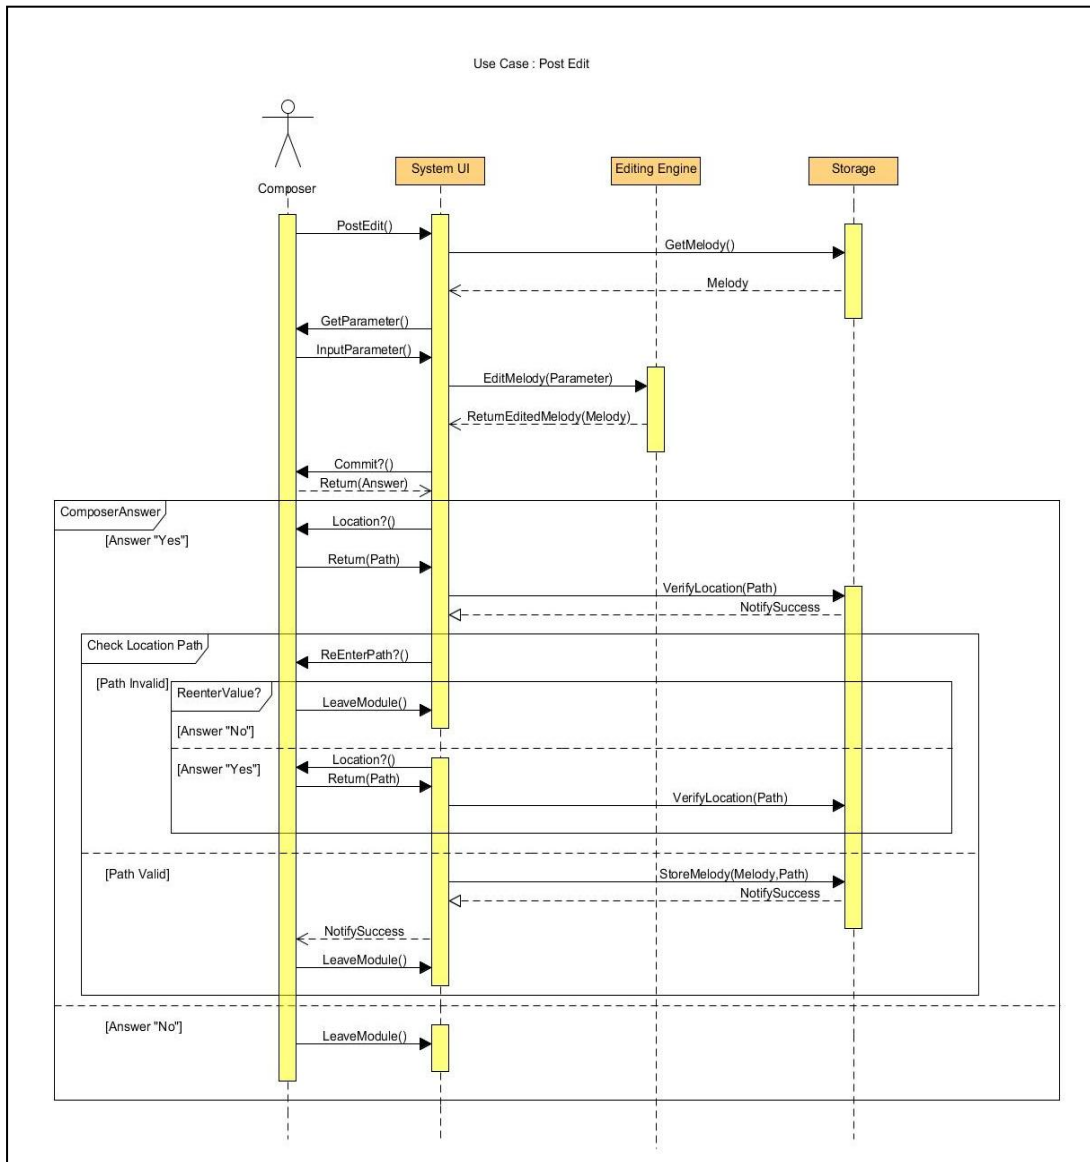 Use Case : Post Edit
Composer
System UI
Editing Engine
Storage
PostEdit()
GetMelody()
Melody
GetParameter()
InputParameter()
EditMelody(Parameter)
ReturnEditedMelody(Melody)
Commit?()
Return(Answer)
ComposerAnswer
Location?()
[Answer "Yes"]
Return(Path)
VerifyLocation(Path)
NotifySuccess
Check Location Path
ReEnterPath?()
[Path Invalid]
ReenterValue?
LeaveModule()
[Answer "No"]
Location?()
[Answer "Yes"]
Return(Path)
VerifyLocation(Path)
[Path Valid]
StoreMelody(Melody,Path)
NotifySuccess
NotifySuccess
LeaveModule()
[Answer "No"]
LeaveModule()